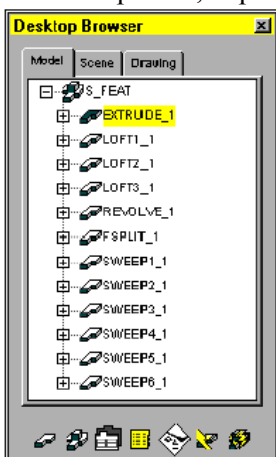 Desktop Browser
Model Scene Drawing
S_FEAT
EXTRUDE_1
LOFT1_1
LOFT2_1
LOFT3_1
REVOLVE_1
FSPLIT_1
SWEEP1_1
SWEEP2_1
SWEEP3_1
SWEEP4_1
SWEEP5_1
SWEEP6_1